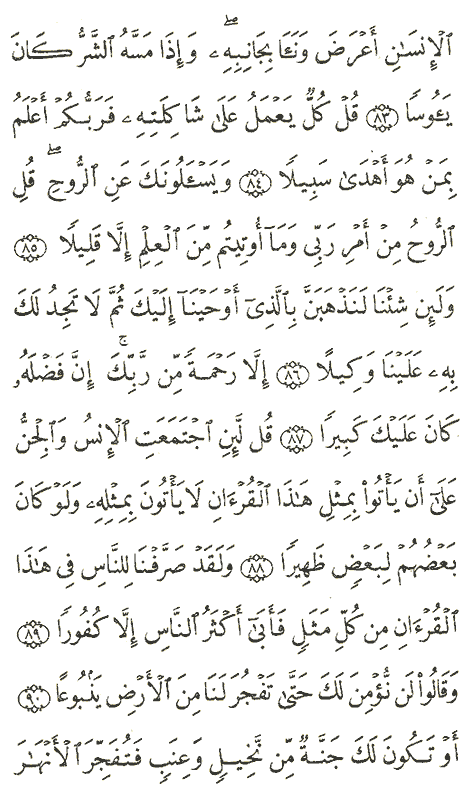 ٱلۡإِنسَٰنِ أَعۡرَضَ وَنَـَٔا بِجَانِبِهِۦ ۖ وَإِذَا مَسَّهُ ٱلشَّرُّ كَانَ
يَـُٔوسٗا ٨٣ قُلۡ كُلّٞ يَعۡمَلُ عَلَىٰ شَاكِلَتِهِۦ فَرَبُّكُمۡ أَعۡلَمُ
بِمَنۡ هُوَ أَهۡدَىٰ سَبِيلٗا ٨٤ وَيَسۡـَٔلُونَكَ عَنِ ٱلرُّوحِ ۖ قُلِ
ٱلرُّوحُ مِنۡ أَمۡرِ رَبِّي وَمَآ أُوتِيتُم مِّنَ ٱلۡعِلۡمِ إِلَّا قَلِيلٗا ٨٥
وَلَئِن شِئۡنَا لَنَذۡهَبَنَّ بِٱلَّذِيٓ أَوۡحَيۡنَآ إِلَيۡكَ ثُمَّ لَا تَجِدُ لَكَ
بِهِۦ عَلَيۡنَا وَكِيلًا ٨٦ إِلَّا رَحۡمَةٗ مِّن رَّبِّكَ ۚ إِنَّ فَضۡلَهُۥ
كَانَ عَلَيۡكَ كَبِيرٗا ٨٧ قُل لَّئِنِ ٱجۡتَمَعَتِ ٱلۡإِنسُ وَٱلۡجِنُّ
عَلَىٰٓ أَن يَأۡتُواْ بِمِثۡلِ هَٰذَا ٱلۡقُرۡءَانِ لَا يَأۡتُونَ بِمِثۡلِهِۦ وَلَوۡ كَانَ
بَعۡضُهُمۡ لِبَعۡضٖ ظَهِيرٗا ٨٨ وَلَقَدۡ صَرَّفۡنَا لِلنَّاسِ فِي هَٰذَا
ٱلۡقُرۡءَانِ مِن كُلِّ مَثَلٖ فَأَبَىٰٓ أَكۡثَرُ ٱلنَّاسِ إِلَّا كُفُورٗا ٨٩
وَقَالُواْ لَن نُّؤۡمِنَ لَكَ حَتَّىٰ تَفۡجُرَ لَنَا مِنَ ٱلۡأَرۡضِ يَنۢبُوعًا ٩٠
أَوۡ تَكُونَ لَكَ جَنَّةٞ مِّن نَّخِيلٖ وَعِنَبٖ فَتُفَجِّرَ ٱلۡأَنۡهَٰرَ